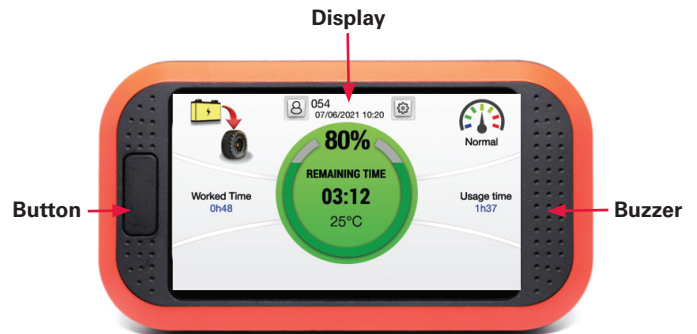 Display
054
07/06/2021 10:20
Normal
80%
REMAINING TIME
03:12
25°C
Worked Time
0h48
Usage time
1h37
Button
Buzzer